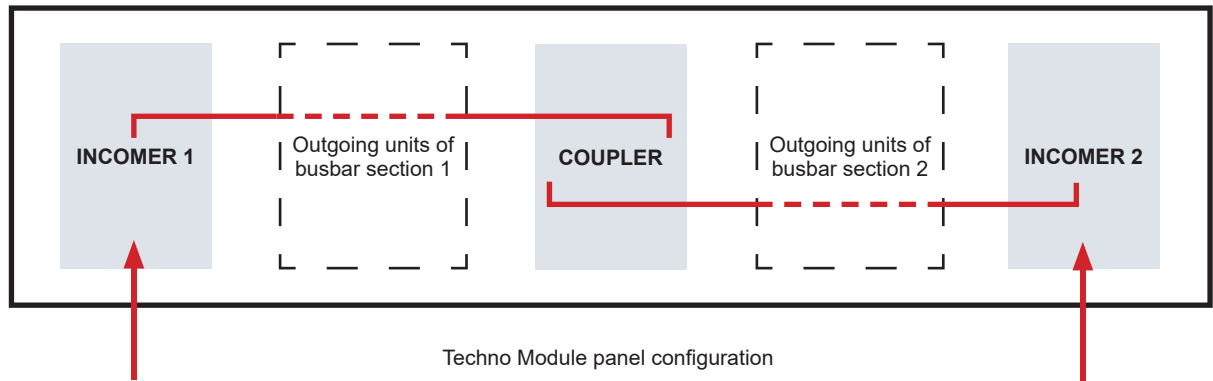 INCOMER 1
Outgoing units of
busbar section 1
COUPLER
Outgoing units of
busbar section 2
INCOMER 2
Techno Module panel configuration